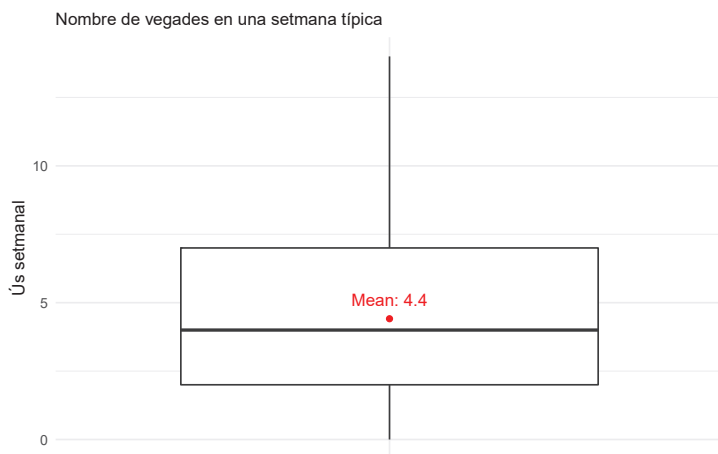 Nombre de vegades en una setmana típica
10
Ús setmanal
Mean: 4.4
5
0